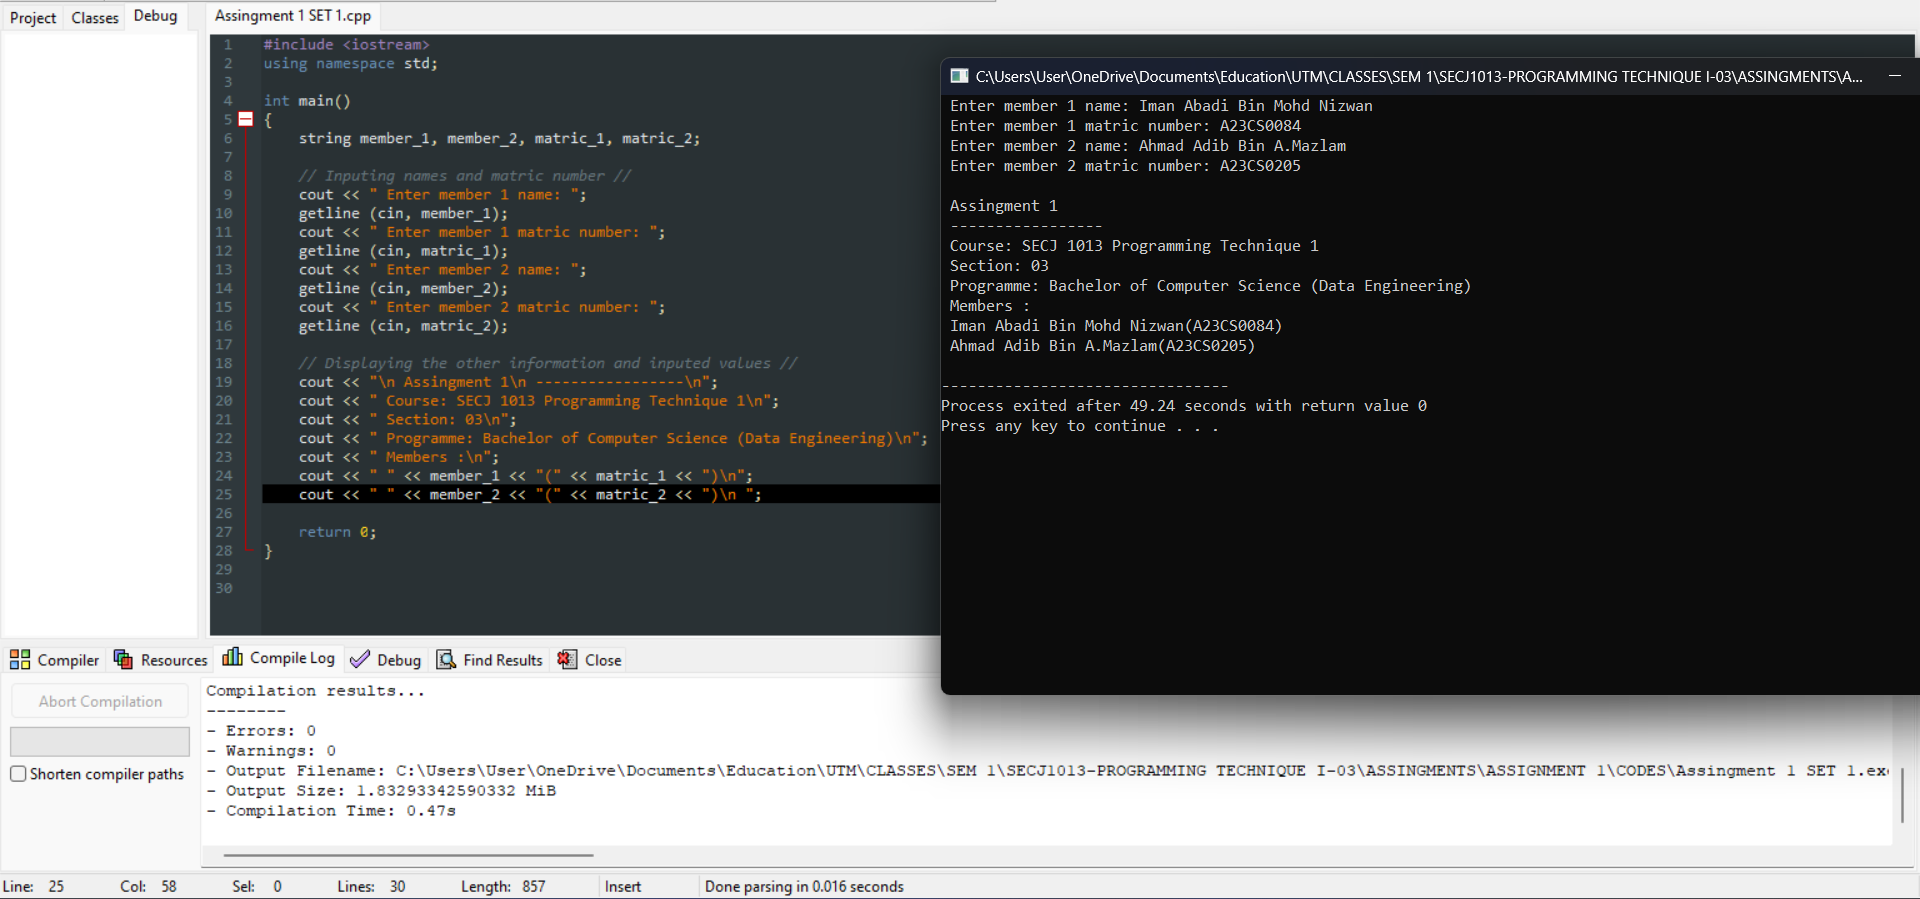 Project Classes Debug
Assingment 1 SET 1.cpp
1 #include <iostream>
2 using namespace std;
3
4 int main()
5 {
6 string member_1, member_2, matric_1, matric_2;
7
8 // Inputing names and matric number //
9 cout << " Enter member 1 name: ";
10 getline (cin, member_1);
11 cout << " Enter member 1 matric number: ";
12 getline (cin, matric_1);
13 cout << " Enter member 2 name: ";
14 getline (cin, member_2);
15 cout << " Enter member 2 matric number: ";
16 getline (cin, matric_2);
17
18 // Displaying the other information and inputed values //
19 cout << "\n Assingment 1\n -----------------\n";
20 cout << " Course: SECJ 1013 Programming Technique 1\n";
21 cout << " Section: 03\n";
22 cout << " Programme: Bachelor of Computer Science (Data Engineering)\n";
23 cout << " Members :\n";
24 cout << " " << member_1 << "(" << matric_1 << ")\n";
25 cout << " " << member_2 << "(" << matric_2 << ")\n ";
26
27 return 0;
28 }
29
30
C:\Users\User\OneDrive\Documents\Education\UTM\CLASSES\SEM 1\SECJ1013-PROGRAMMING TECHNIQUE I-03\ASSINGMENTS\A...
Enter member 1 name: Iman Abadi Bin Mohd Nizwan
Enter member 1 matric number: A23CS0084
Enter member 2 name: Ahmad Adib Bin A.Mazlam
Enter member 2 matric number: A23CS0205
Assingment 1
-----------------
Course: SECJ 1013 Programming Technique 1
Section: 03
Programme: Bachelor of Computer Science (Data Engineering)
Members :
Iman Abadi Bin Mohd Nizwan(A23CS0084)
Ahmad Adib Bin A.Mazlam(A23CS0205)
--------------------------------
Process exited after 49.24 seconds with return value 0
Press any key to continue . . .
Compiler Resources Compile Log Debug Find Results Close
Abort Compilation
Shorten compiler paths
Compilation results...
--------
- Errors: 0
- Warnings: 0
- Output Filename: C:\Users\User\OneDrive\Documents\Education\UTM\CLASSES\SEM 1\SECJ1013-PROGRAMMING TECHNIQUE I-03\ASSINGMENTS\ASSIGNMENT 1\CODES\Assingment 1 SET 1.ex
- Output Size: 1.83293342590332 MiB
- Compilation Time: 0.47s
Line: 25 Col: 58 Sel: 0 Lines: 30 Length: 857 Insert Done parsing in 0.016 seconds